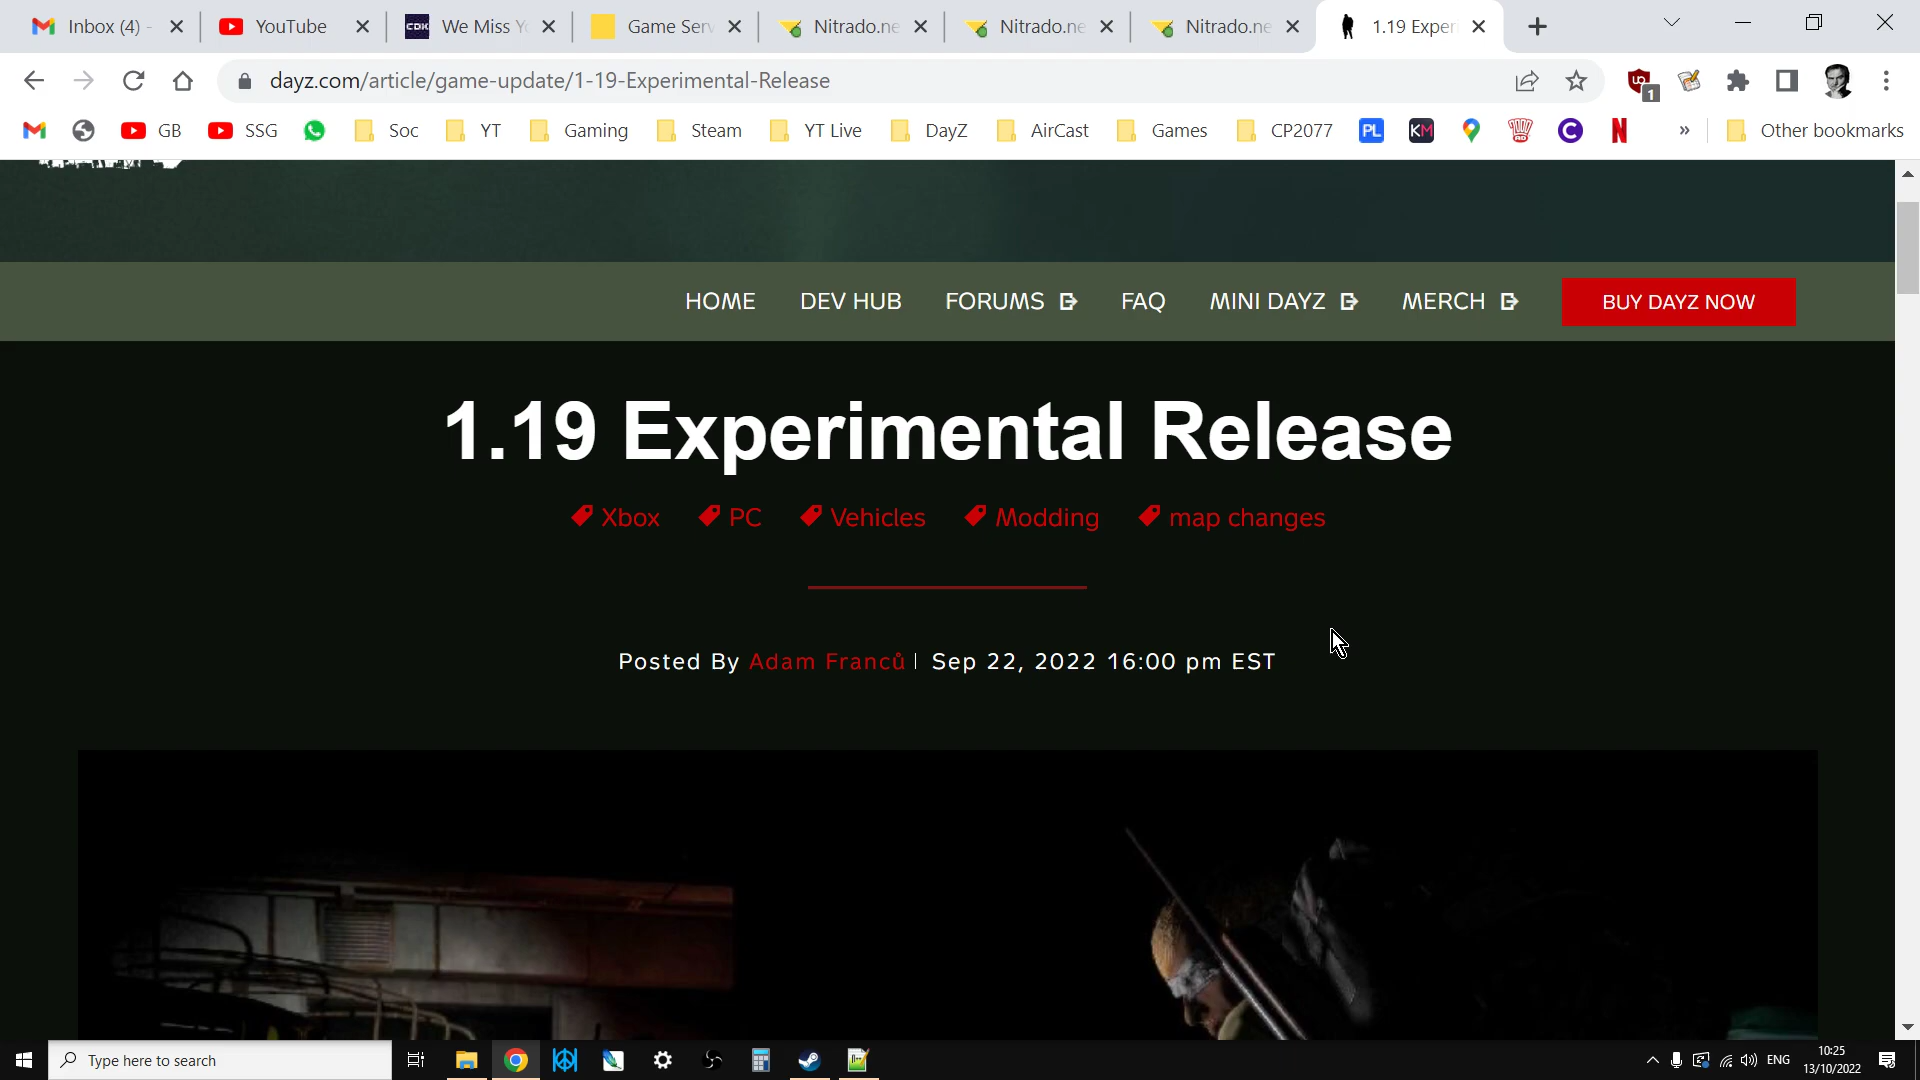 Inbox (4) -
YouTube
CDK We Miss Y
Game Serv
Nitrado.ne
Nitrado.ne
Nitrado.ne
1.19 Exper
dayz.com/article/game-update/1-19-Experimental-Release
1
GB
SSG
Soc
YT
Gaming
Steam
YT Live
DayZ
AirCast
Games
CP2077
PL
KM
» Other bookmarks
HOME
DEV HUB
FORUMS
FAQ
MINI DAYZ
MERCH
BUY DAYZ NOW
1.19 Experimental Release
Xbox PC Vehicles Modding map changes
Posted By Adam Franců | Sep 22, 2022 16:00 pm EST
Type here to search
ENG
10:25
13/10/2022